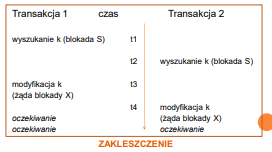 Transakcja 1 czas Transakcja 2
wyszukanie k (blokada S) t1
t2 wyszukanie k (blokada S)
modyfikacja k t3
(żąda blokady X)
t4 modyfikacja k
oczekiwanie (żąda blokady X)
oczekiwanie oczekiwanie
ZAKLESZCZENIE